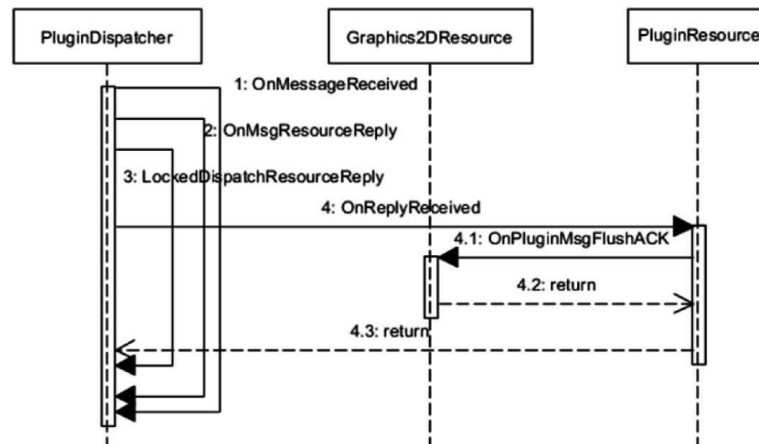 PluginDispatcher
Graphics2DResource
PluginResource
1: OnMessageReceived
2: OnMsgResourceReply
3: LockedDispatchResourceReply
4: OnReplyReceived
4.1: OnPluginMsgFlushACK
4.2: return
4.3: return